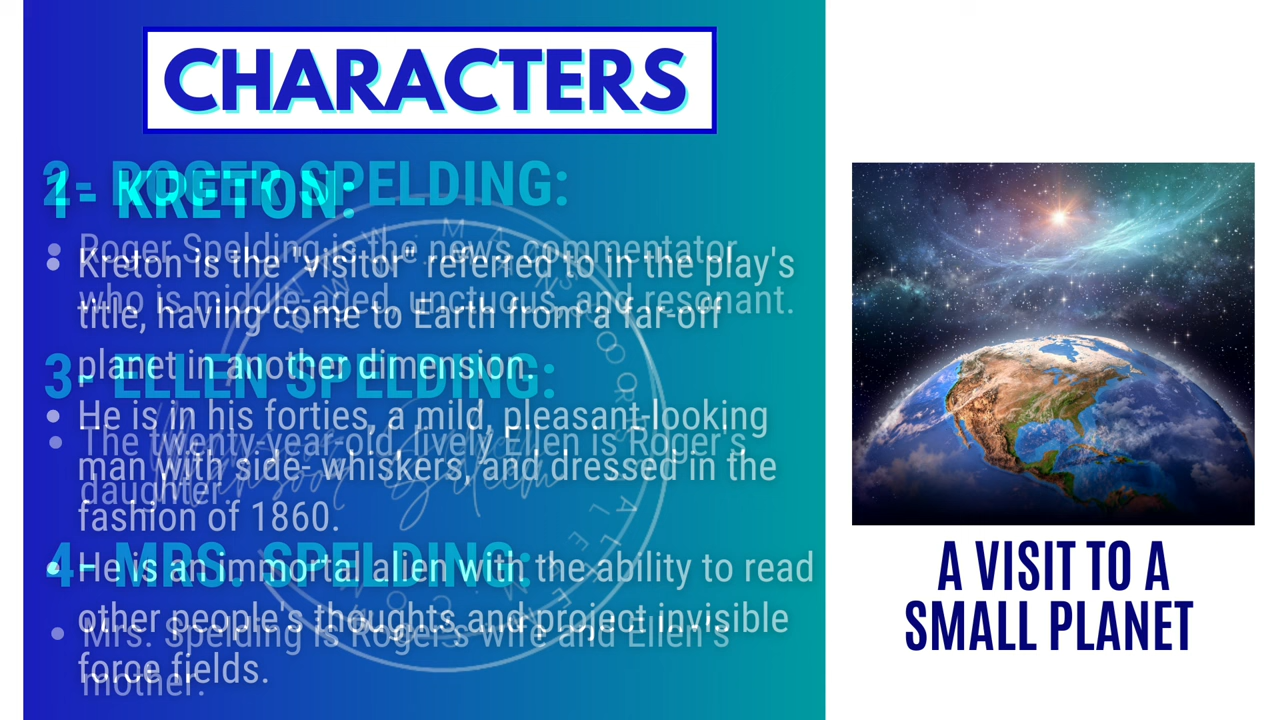 CHARACTERS
1- KRETON:
• Kreton is the "visitor" referred to in the play's
title, having come to Earth from a far-off
planet in another dimension.
• He is in his forties, a mild, pleasant-looking
man with side- whiskers, and dressed in the
fashion of 1860.
• He is an immortal alien with the ability to read
other people's thoughts and project invisible
force fields.
2- ROGER SPELDING:
• Roger Spelding is the news commentator
who is middle-aged, unctuous, and resonant.
3- ELLEN SPELDING:
• The twenty-year-old, lively Ellen is Roger's
daughter.
4- MRS. SPELDING:
• Mrs. Spelding is Roger's wife and Ellen's
mother.
A VISIT TO A
SMALL PLANET